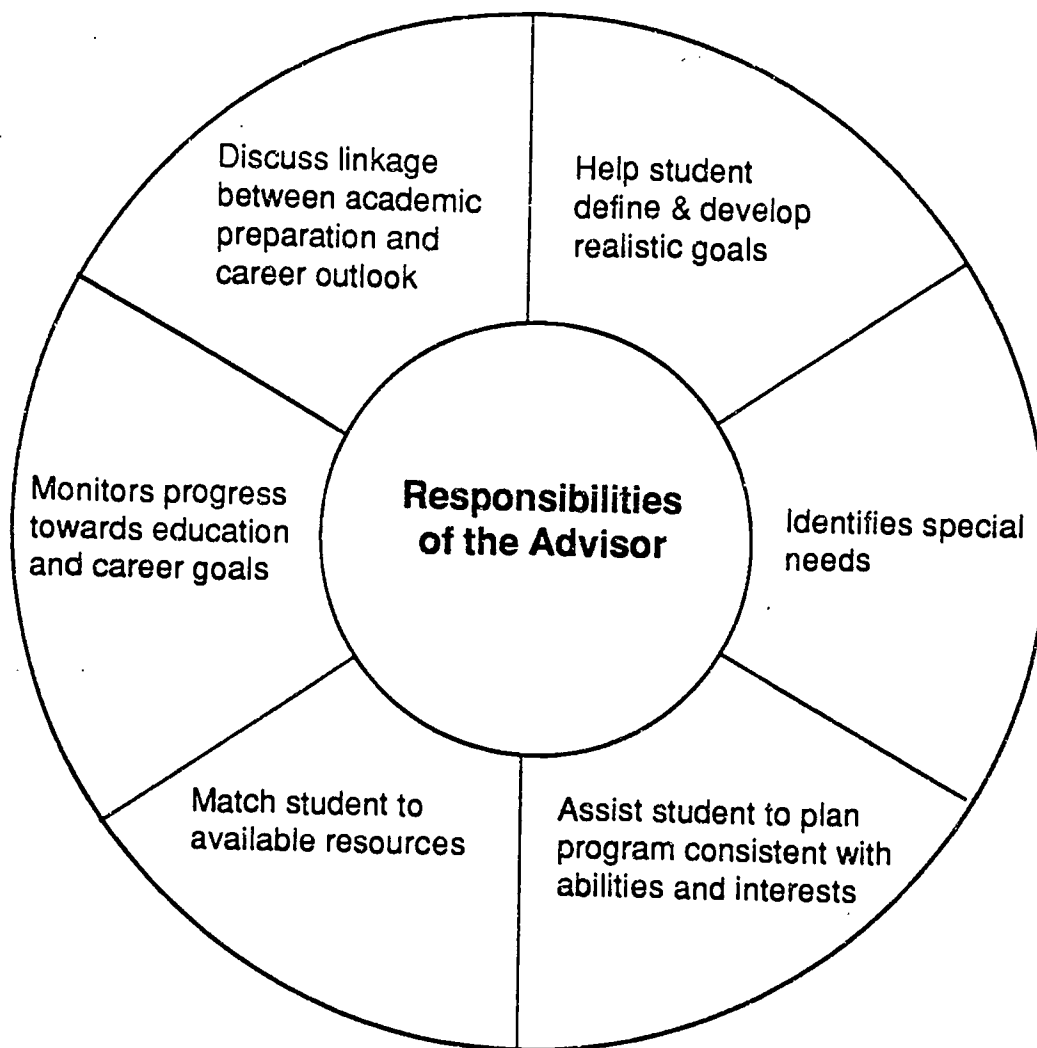 Discuss linkage
between academic
preparation and
career outlook
Help student
define & develop
realistic goals
Monitors progress
towards education
and career goals
Responsibilities
of the Advisor
Identifies special
needs
Match student to
available resources
Assist student to plan
program consistent with
abilities and interests